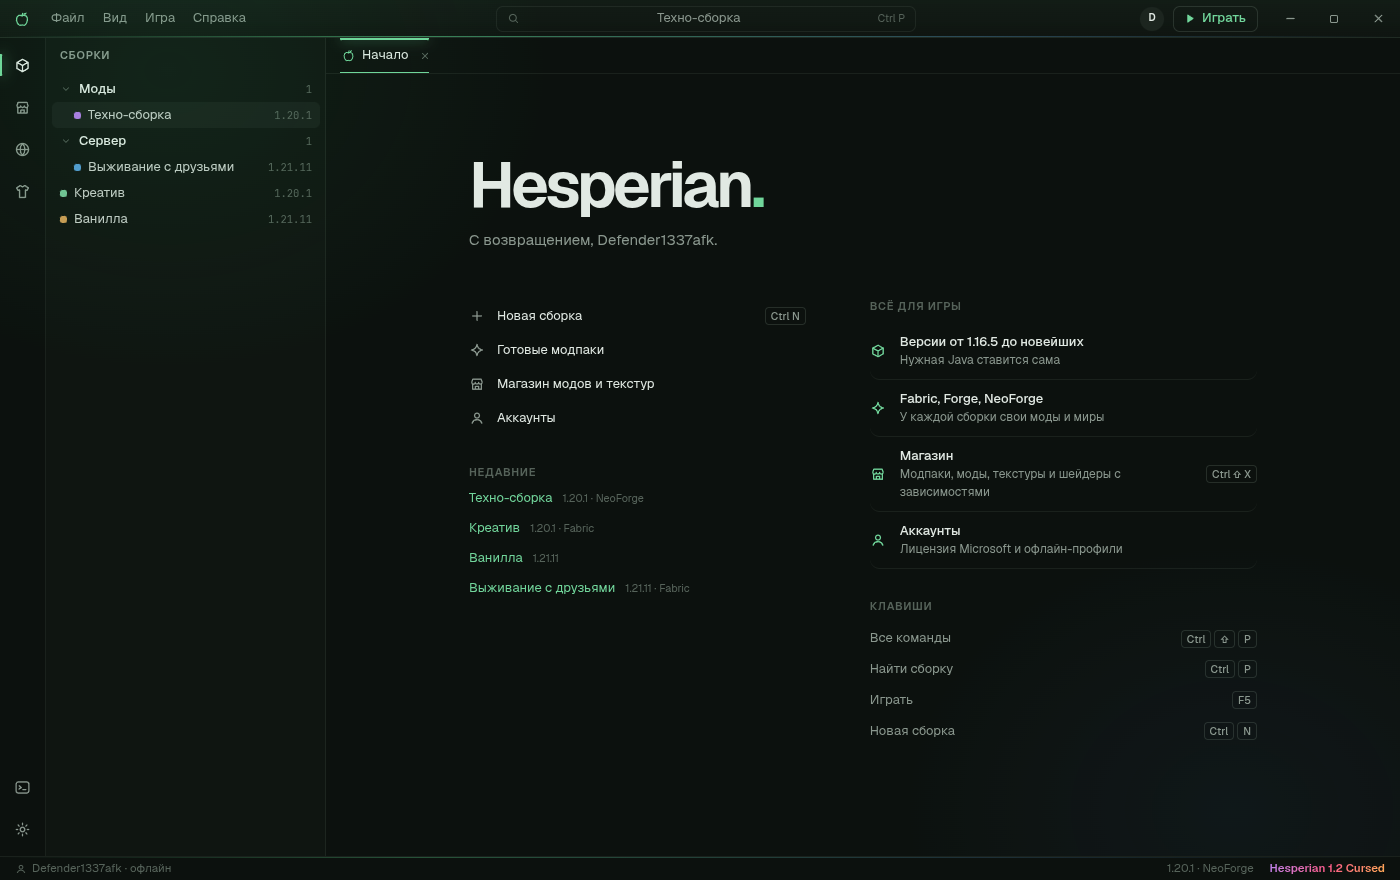 Файл Вид Игра Справка
Техно-сборка Ctrl P
D Играть
СБОРКИ
Моды 1
Техно-сборка 1.20.1
Сервер 1
Выживание с друзьями 1.21.11
Креатив 1.20.1
Ванилла 1.21.11
Начало
Hesperian.
С возвращением, Defender1337afk.
Новая сборка Ctrl N
Готовые модпаки
Магазин модов и текстур
Аккаунты
НЕДАВНИЕ
Техно-сборка 1.20.1 · NeoForge
Креатив 1.20.1 · Fabric
Ванилла 1.21.11
Выживание с друзьями 1.21.11 · Fabric
ВСЁ ДЛЯ ИГРЫ
Версии от 1.16.5 до новейших
Нужная Java ставится сама
Fabric, Forge, NeoForge
У каждой сборки свои моды и миры
Магазин
Модпаки, моды, текстуры и шейдеры с
зависимостями
Ctrl ⇧ X
Аккаунты
Лицензия Microsoft и офлайн-профили
КЛАВИШИ
Все команды Ctrl ⇧ P
Найти сборку Ctrl P
Играть F5
Новая сборка Ctrl N
Defender1337afk · офлайн
1.20.1 · NeoForge Hesperian 1.2 Cursed